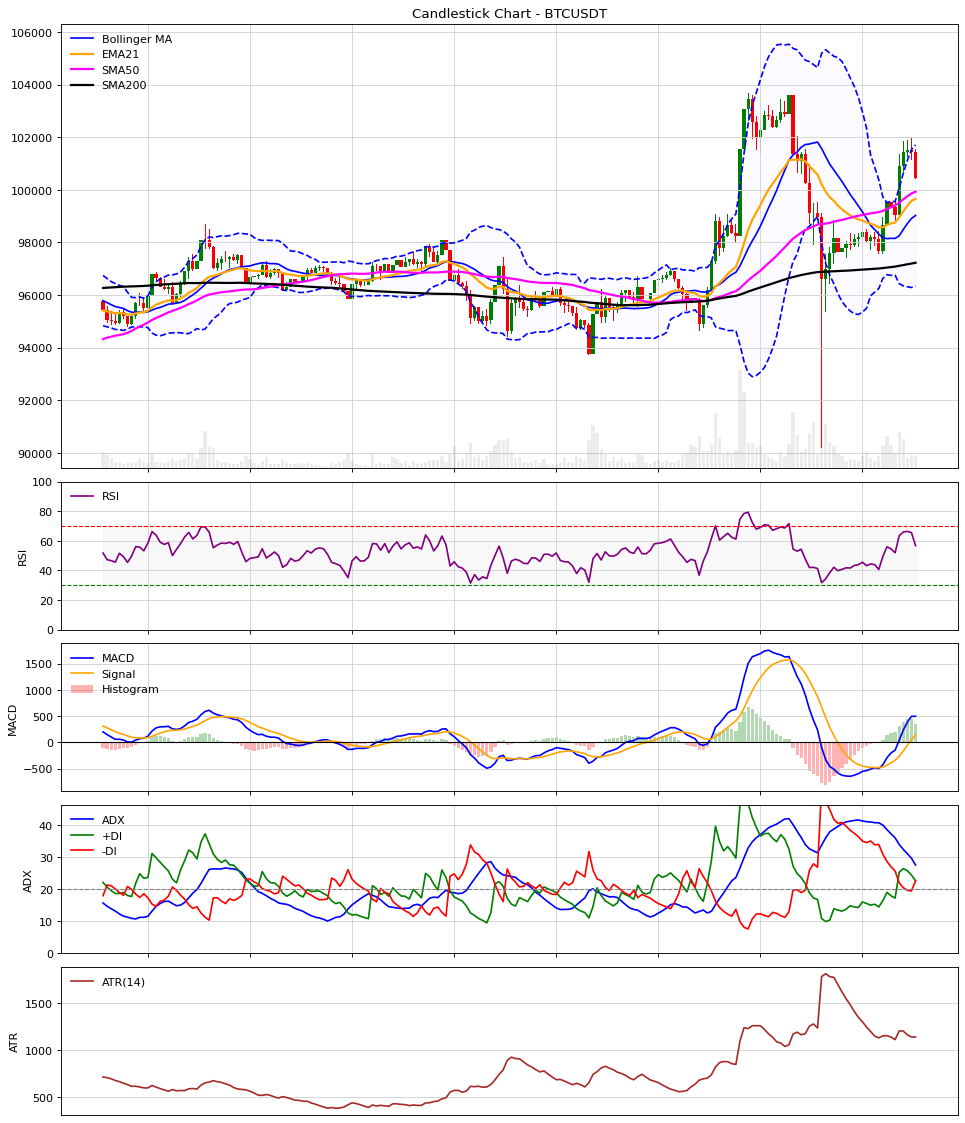 Candlestick Chart - BTCUSDT
106000
104000
102000
100000
98000
96000
94000
92000
90000
Bollinger MA
EMA21
SMA50
SMA200
100
80
60
40
20
0
RSI
RSI
1500
1000
500
0
−500
MACD
MACD
Signal
Histogram
40
30
20
10
0
ADX
ADX
+DI
-DI
1500
1000
500
ATR
ATR(14)